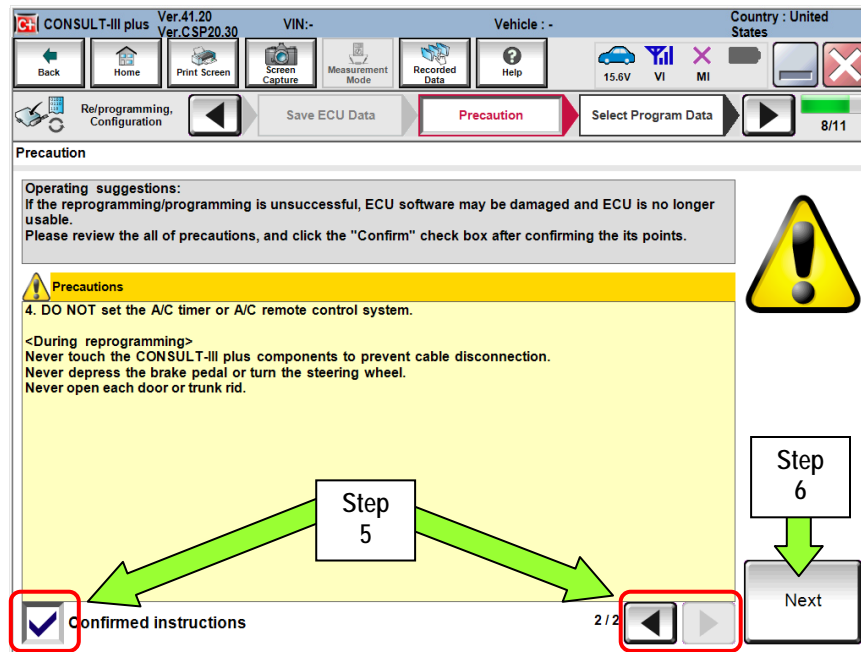 CONSULT-III plus
Ver.41.20
Ver.CSP20.30
VIN:-
Vehicle : -
Country : United
States
Back
Home
Print Screen
Screen
Capture
Measurement
Mode
Recorded
Data
Help
15.6V
VI
MI
Re/programming,
Configuration
Save ECU Data
Precaution
Select Program Data
8/11
Precaution
Operating suggestions:
If the reprogramming/programming is unsuccessful, ECU software may be damaged and ECU is no longer
usable.
Please review the all of precautions, and click the "Confirm" check box after confirming the its points.
Precautions
4. DO NOT set the A/C timer or A/C remote control system.
<During reprogramming>
Never touch the CONSULT-III plus components to prevent cable disconnection.
Never depress the brake pedal or turn the steering wheel.
Never open each door or trunk rid.
Step
5
Step
6
Confirmed instructions
2 / 2
Next